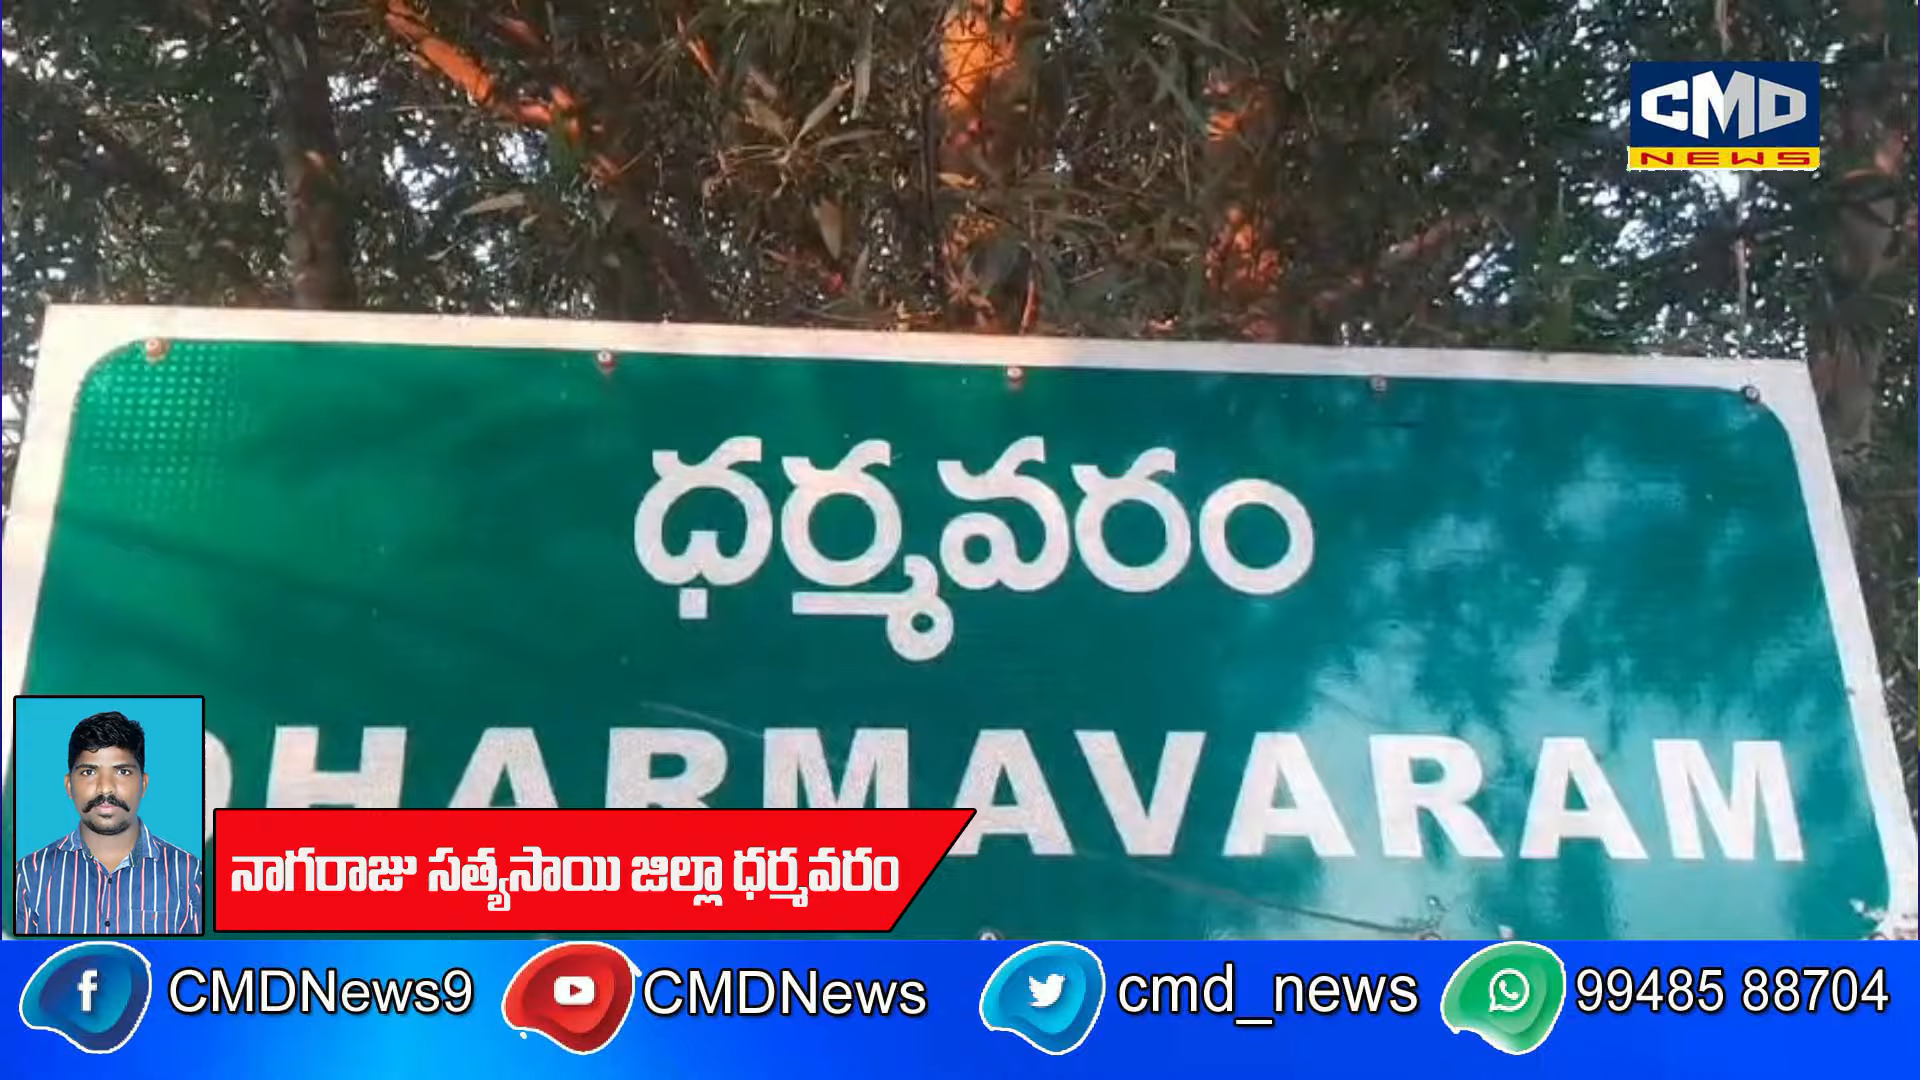 CMD
NEWS
ధర్మవరం
DHARMAVARAM
నాగరాజు సత్యసాయి జిల్లా ధర్మవరం
CMDNews9 CMDNews cmd_news 99485 88704